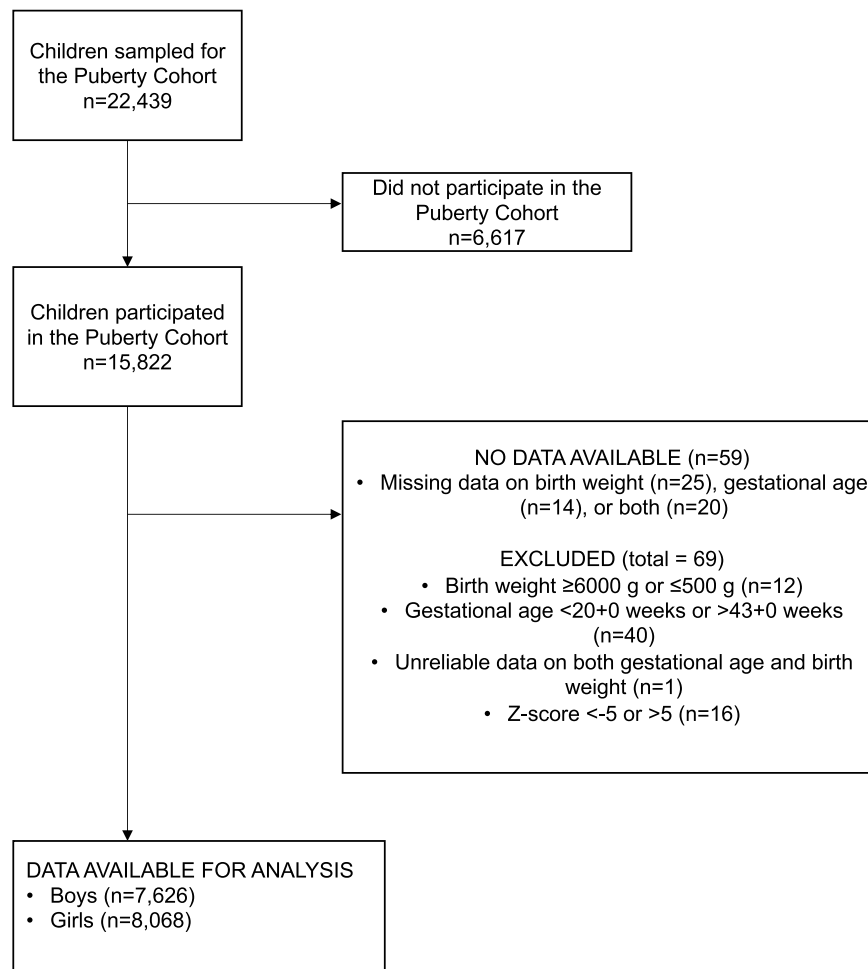 Children sampled for
the Puberty Cohort
n=22,439
Did not participate in the
Puberty Cohort
n=6,617
Children participated
in the Puberty Cohort
n=15,822
NO DATA AVAILABLE (n=59)
• Missing data on birth weight (n=25), gestational age
(n=14), or both (n=20)
EXCLUDED (total = 69)
• Birth weight ≥6000 g or ≤500 g (n=12)
• Gestational age <20+0 weeks or >43+0 weeks
(n=40)
• Unreliable data on both gestational age and birth
weight (n=1)
• Z-score <-5 or >5 (n=16)
DATA AVAILABLE FOR ANALYSIS
• Boys (n=7,626)
• Girls (n=8,068)